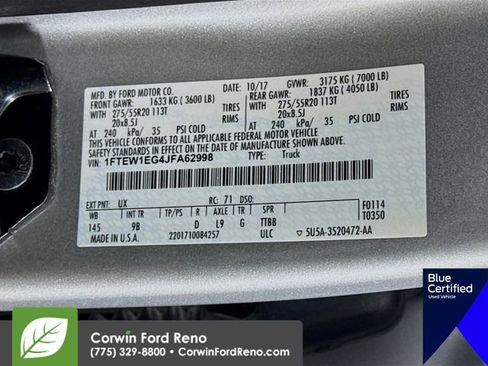 MFD. BY FORD MOTOR CO.
10/17 GVWR: 3175 KG ( 7000 LB)
FRONT GAWR: 1633 KG ( 3600 LB)
REAR GAWR: 1837 KG ( 4050 LB)
WITH 275/55R20 113T TIRES
WITH 275/55R20 113T TIRES
20x8.5J RIMS
20x8.5J RIMS
AT 240 kPa/ 35 PSI COLD
AT 240 kPa/ 35 PSI COLD
THIS VEHICLE CONFORMS TO ALL APPLICABLE FEDERAL MOTOR VEHICLE
SAFETY STANDARDS IN EFFECT ON THE DATE OF MANUFACTURE SHOWN ABOVE.
VIN: 1FTEW1EG4JFA62998 TYPE: Truck
EXT PNT: UX RC: 71 DSO: F0114
WB INT TR TP/PS R AXLE TR SPR T0350
145 9B D L9 G TTBB
MADE IN U.S.A. 2201710084257 ULC 5U5A-3520472-AA
Blue
Certified
Used Vehicle
Corwin Ford Reno
(775) 329-8800 • CorwinFordReno.com